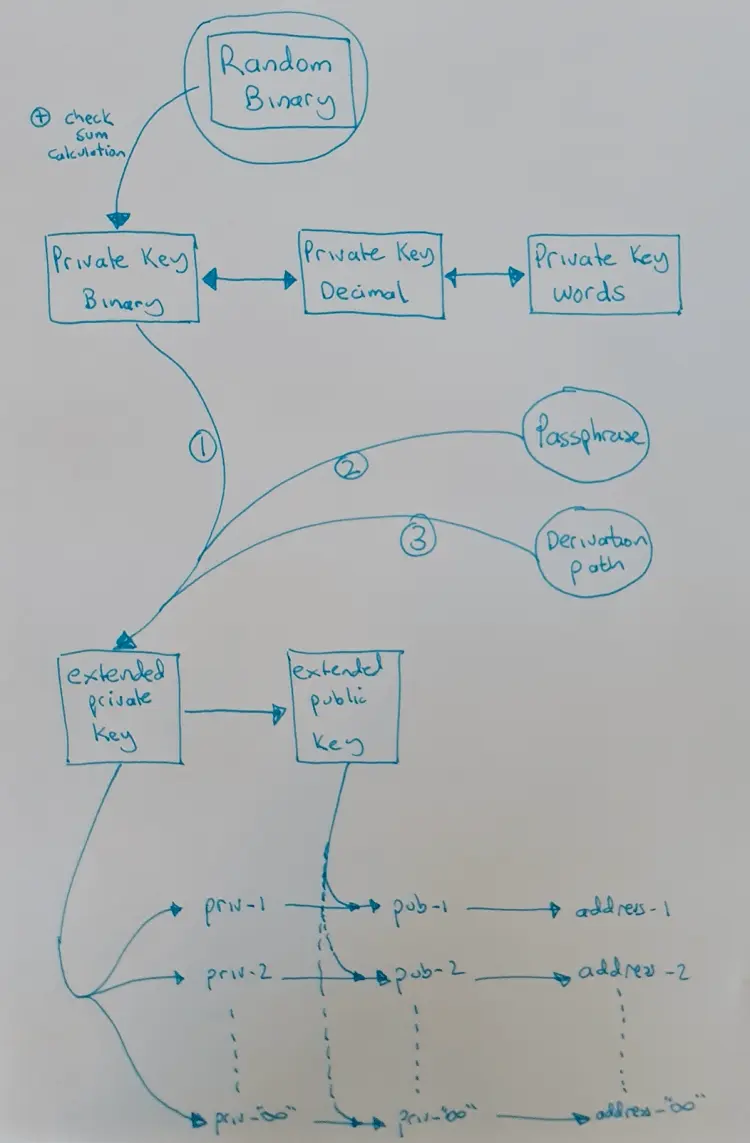 Random
Binary
+ check
sum
calculation
Private Key
Binary
Private Key
Decimal
Private Key
words
1
2
Passphrase
3
Derivation
path
extended
private
key
extended
public
key
priv-1
pub-1
address-1
priv-2
pub-2
address-2
priv-"∞"
priv-"∞"
address-"∞"